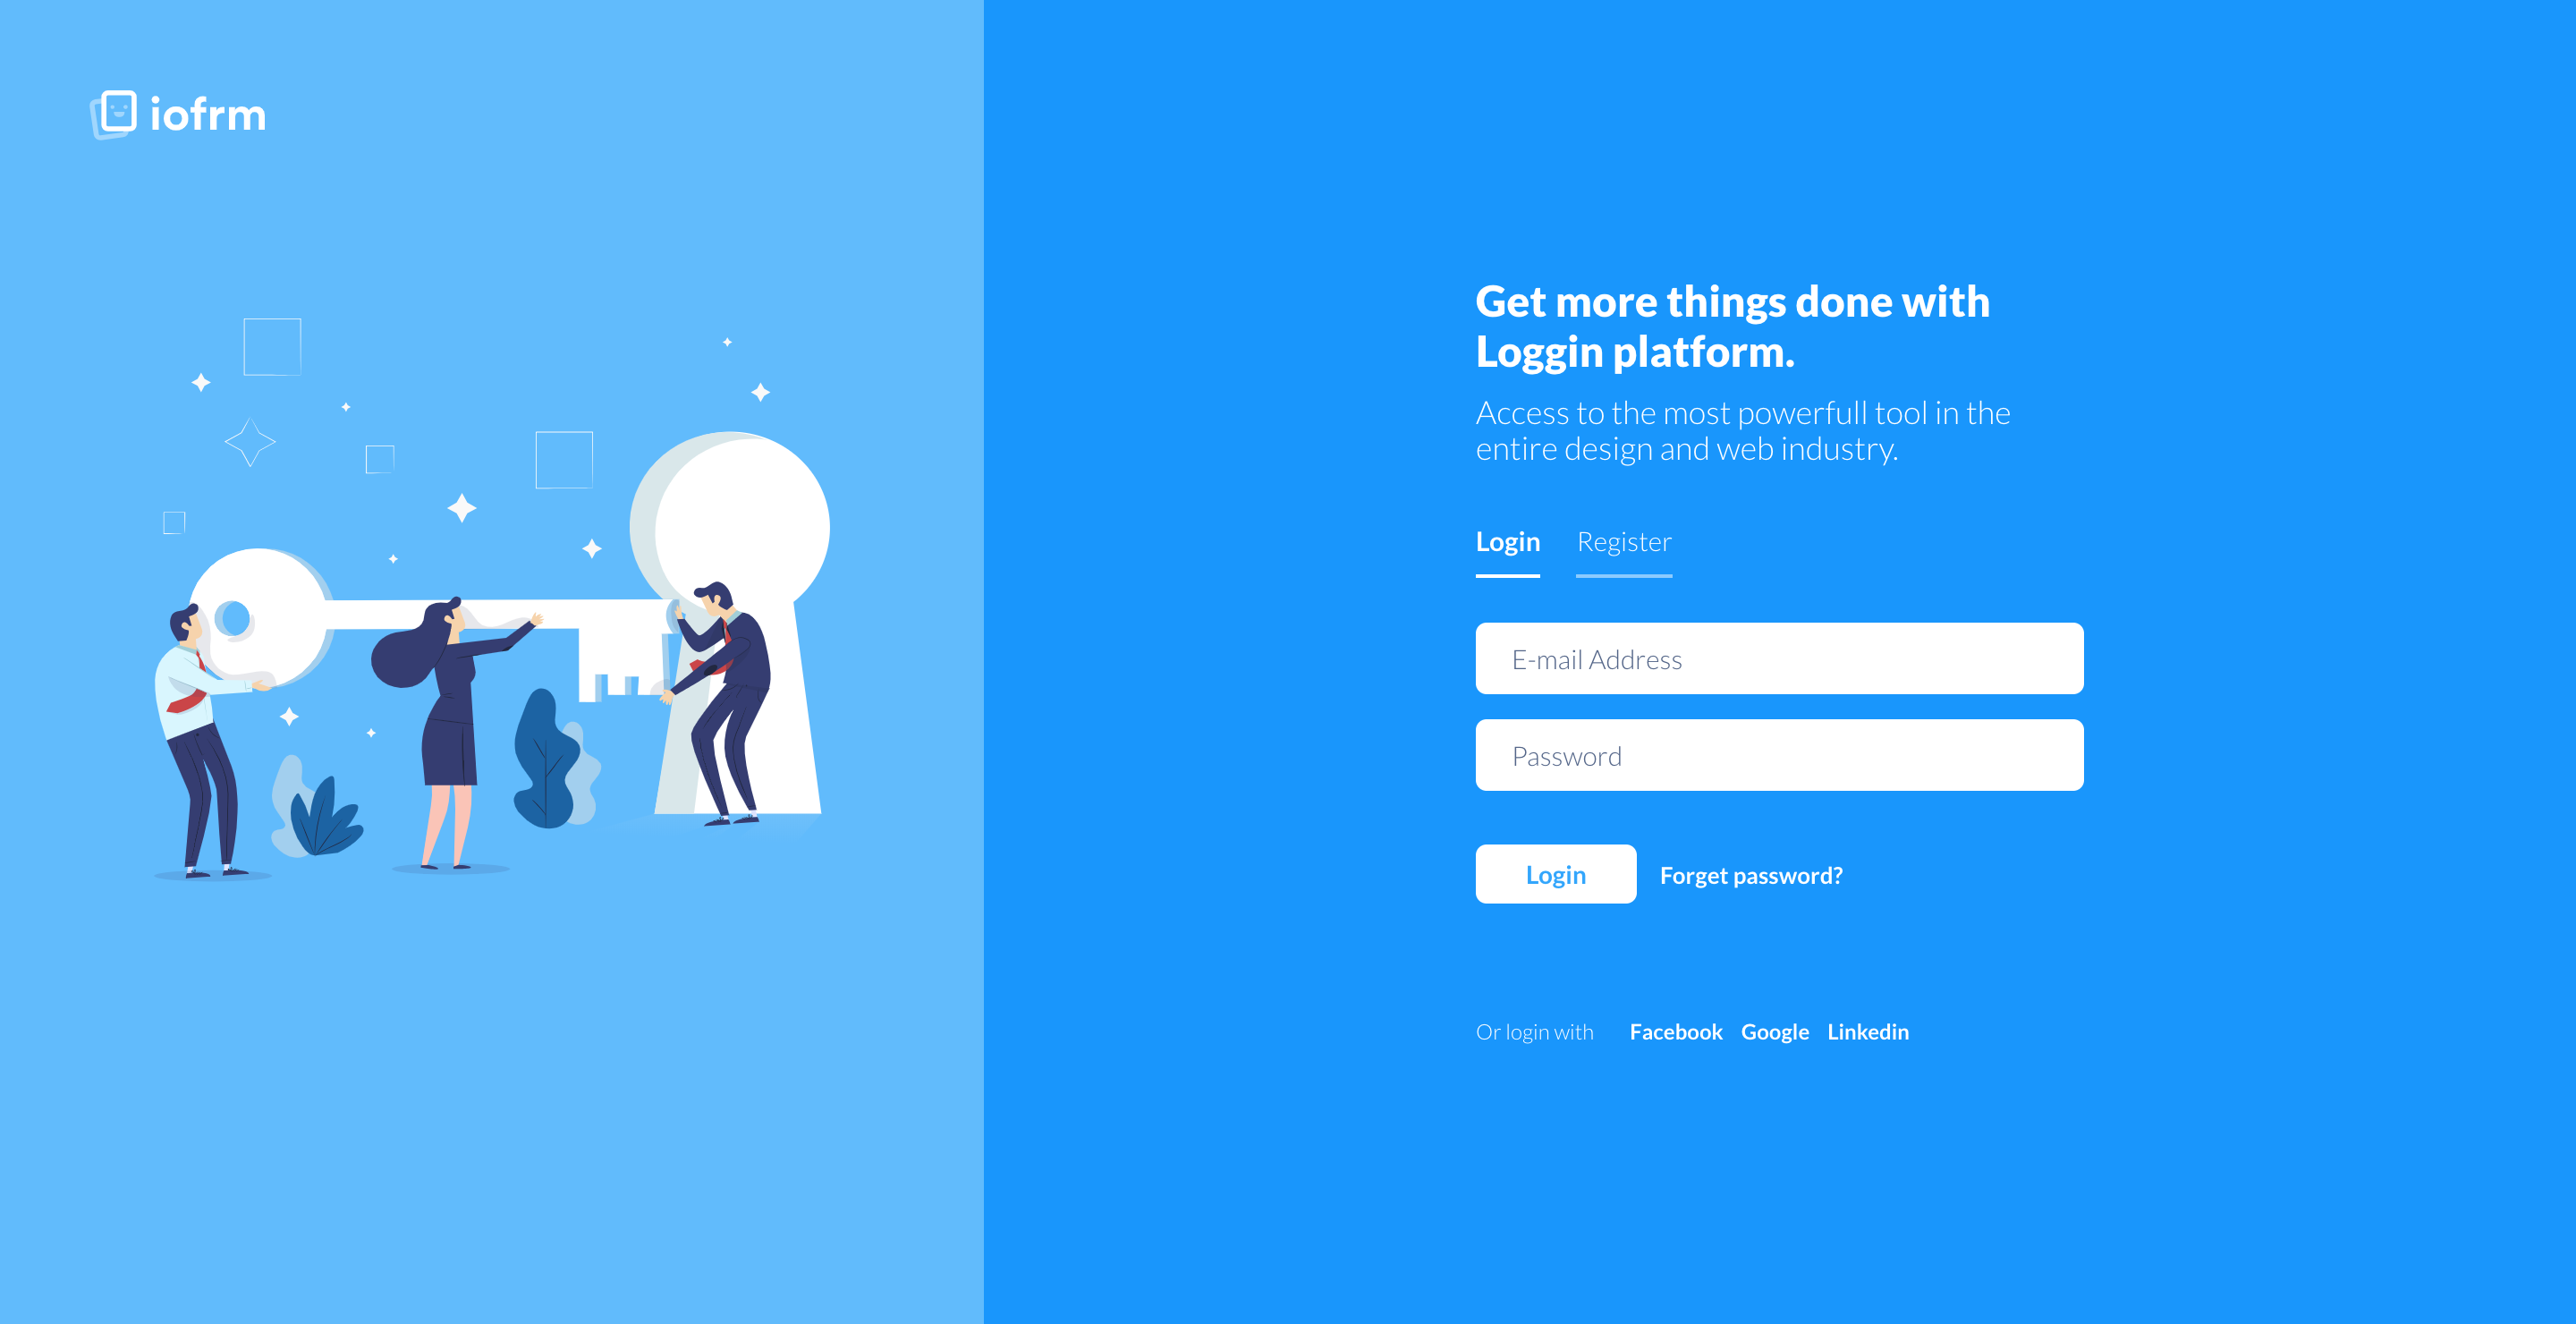 iofrm
Get more things done with
Loggin platform.
Access to the most powerfull tool in the
entire design and web industry.
Login Register
E-mail Address
Password
Login Forget password?
Or login with Facebook Google Linkedin